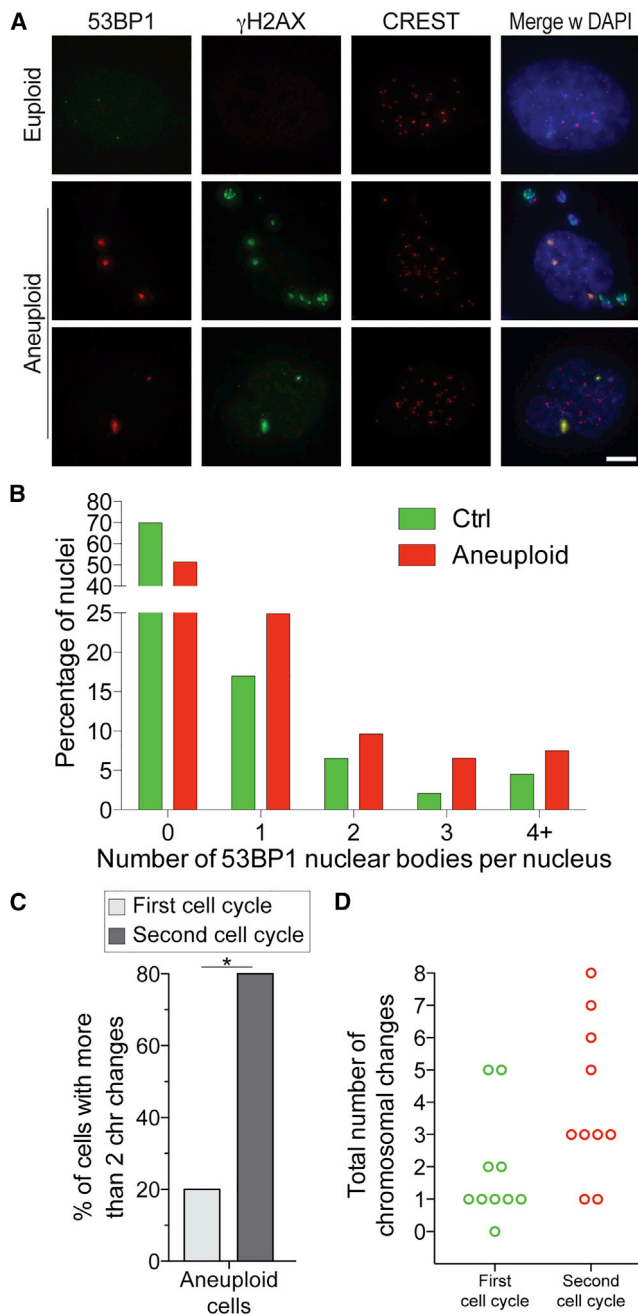 A
53BP1 γH2AX CREST Merge w DAPI
Euploid
Aneuploid
B
80
70
60
50
40
25
20
15
10
5
0
Percentage of nuclei
Ctrl
Aneuploid
0 1 2 3 4+
Number of 53BP1 nuclear bodies per nucleus
C
First cell cycle
Second cell cycle
*
80
60
40
20
0
% of cells with more
than 2 chr changes
Aneuploid
cells
D
8
7
6
5
4
3
2
1
0
Total number of
chromosomal changes
First
cell cycle
Second
cell cycle